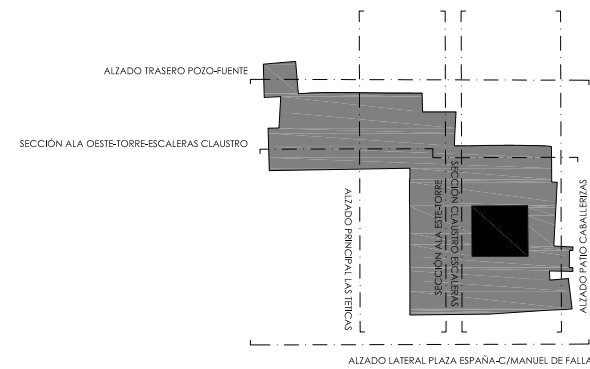 ALZADO TRASERO POZO-FUENTE
SECCIÓN ALA OESTE-TORRE-ESCALERAS CLAUSTRO
ALZADO PRINCIPAL LAS TETICAS
SECCIÓN ALA ESTE-TORRE
SECCIÓN CLAUSTRO ESCALERAS
ALZADO PATIO CABALLERIZAS
ALZADO LATERAL PLAZA ESPAÑA-C/MANUEL DE FALLA